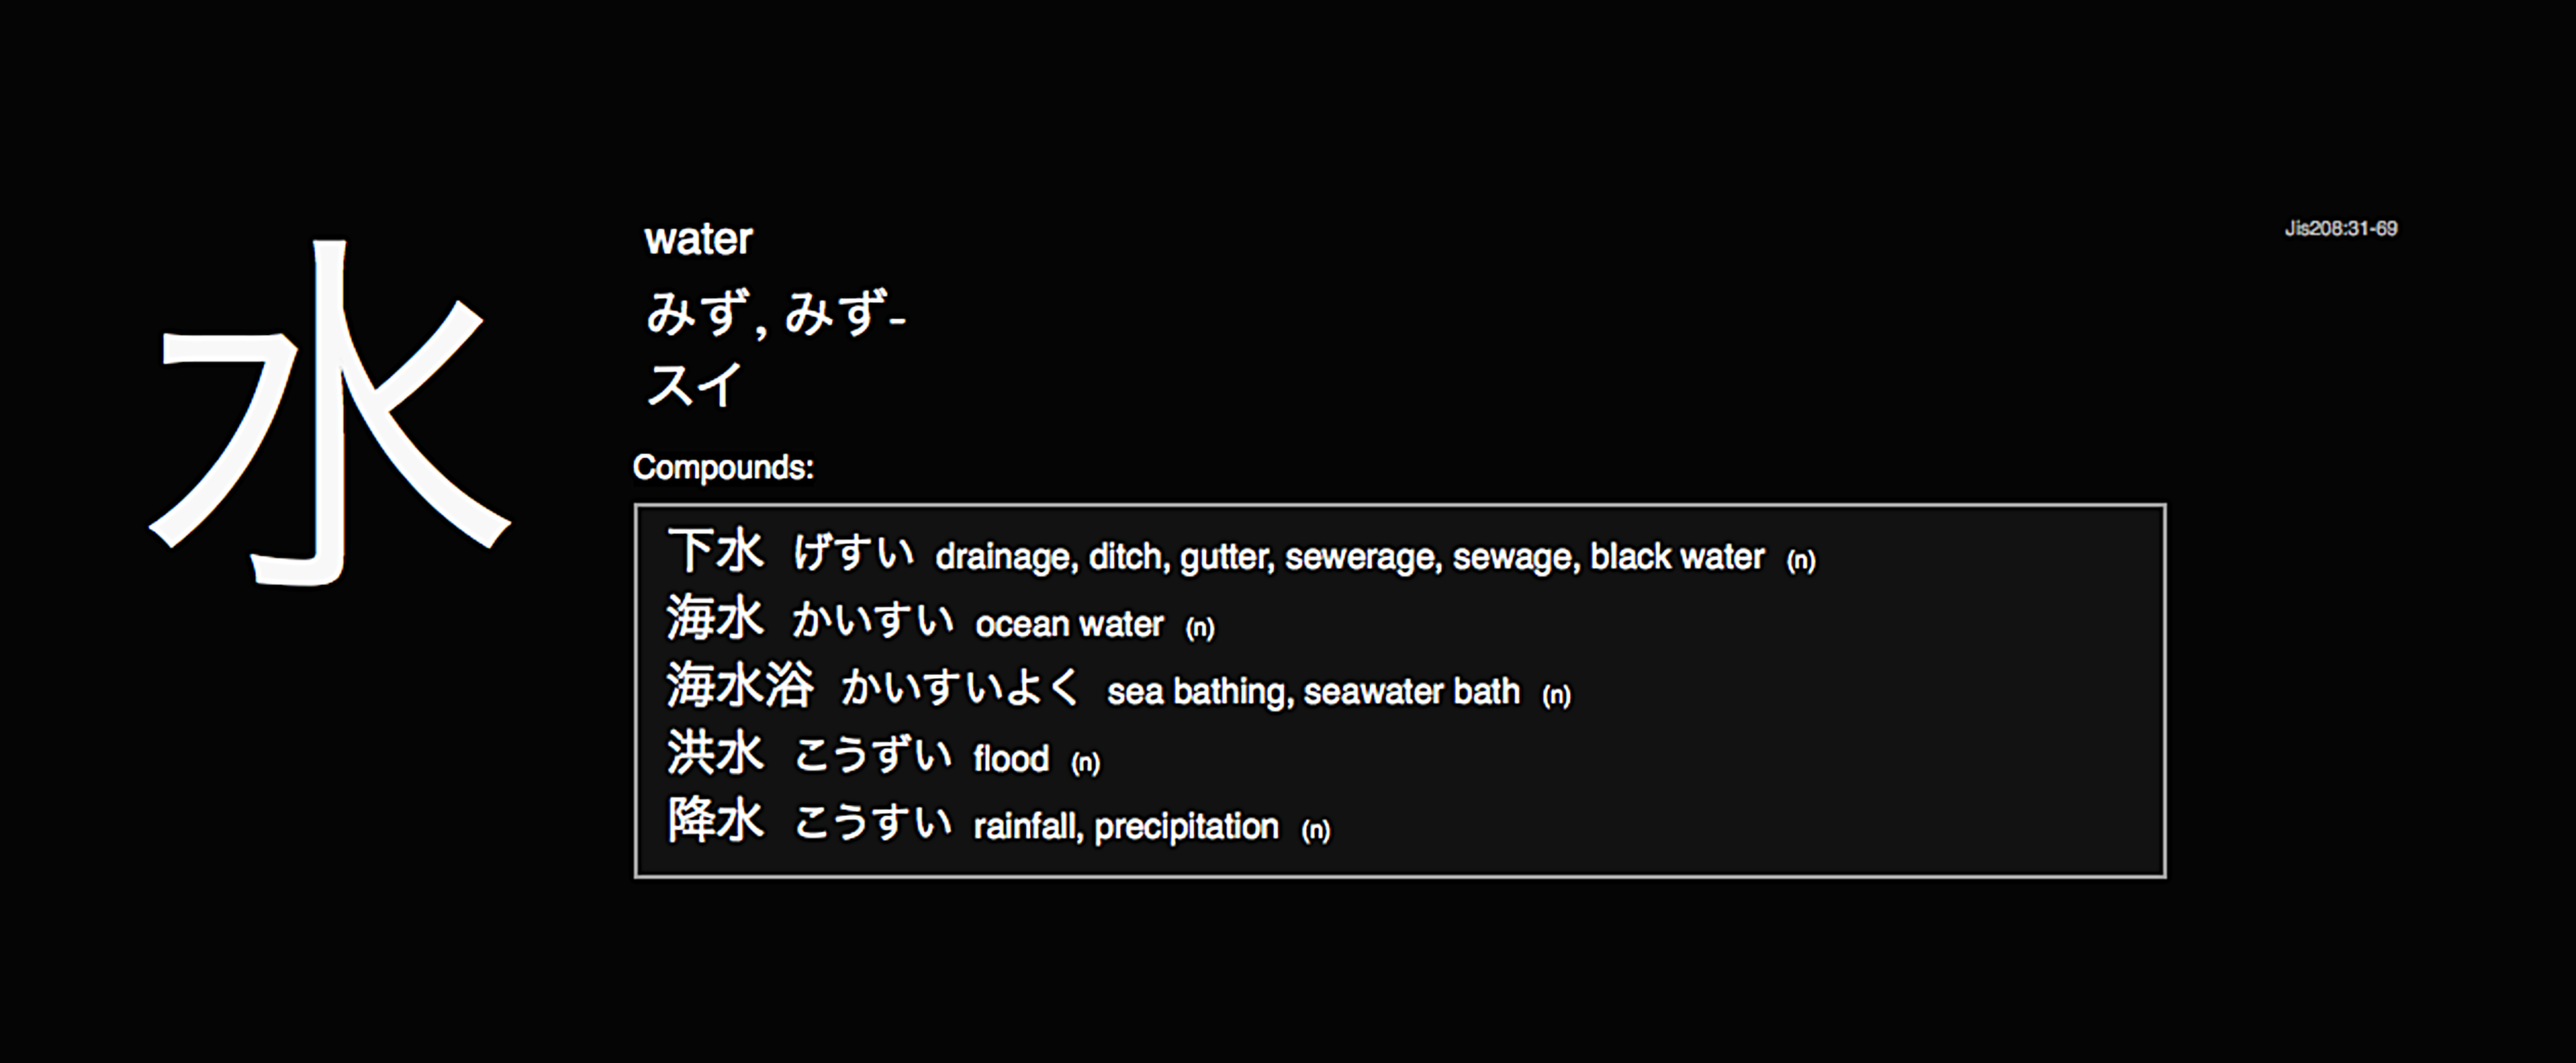 水
water
みず, みず-
スイ
Jis208:31-69
Compounds:
下水 げすい drainage, ditch, gutter, sewerage, sewage, black water (n)
海水 かいすい ocean water (n)
海水浴 かいすいよく sea bathing, seawater bath (n)
洪水 こうずい flood (n)
降水 こうすい rainfall, precipitation (n)